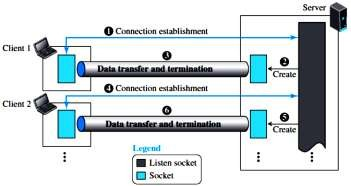 Server
❶ Connection establishment
Client 1
❸
❷
Data transfer and termination
Create
❹ Connection establishment
Client 2
❻
❺
Data transfer and termination
Create
Legend
Listen socket
Socket